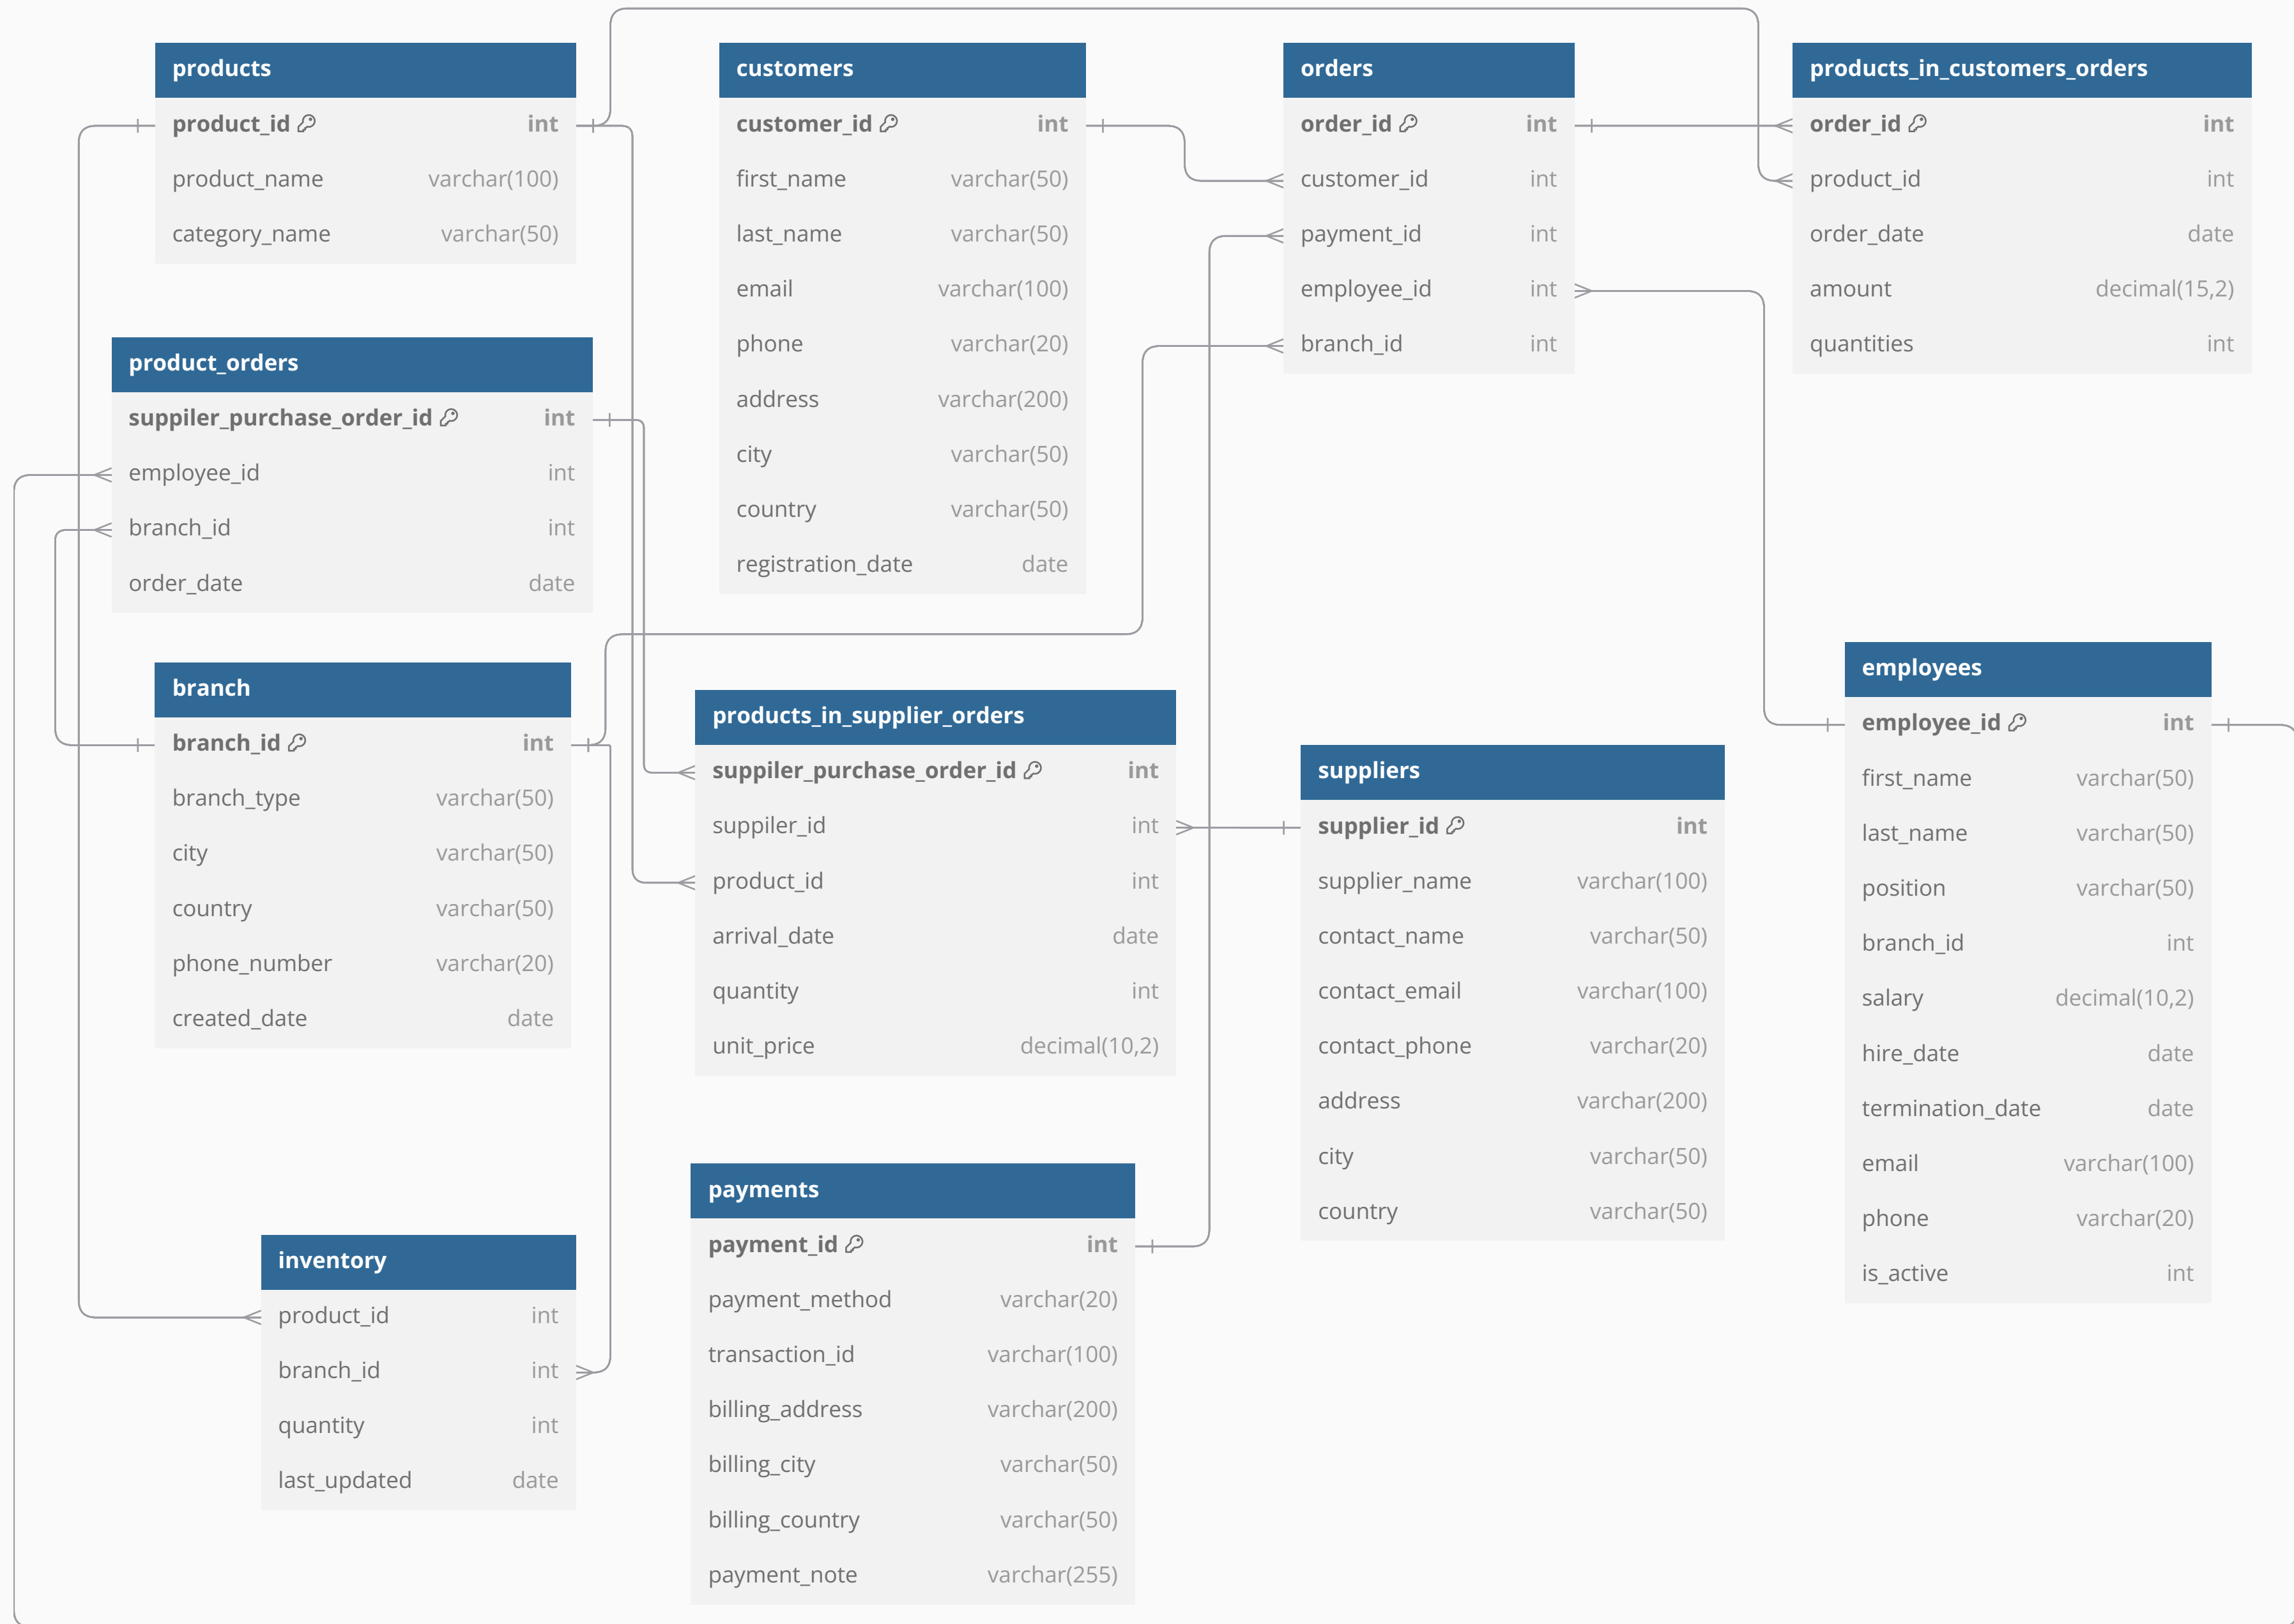 products
product_id int
product_name varchar(100)
category_name varchar(50)
customers
customer_id int
first_name varchar(50)
last_name varchar(50)
email varchar(100)
phone varchar(20)
address varchar(200)
city varchar(50)
country varchar(50)
registration_date date
orders
order_id int
customer_id int
payment_id int
employee_id int
branch_id int
products_in_customers_orders
order_id int
product_id int
order_date date
amount decimal(15,2)
quantities int
product_orders
suppiler_purchase_order_id int
employee_id int
branch_id int
order_date date
branch
branch_id int
branch_type varchar(50)
city varchar(50)
country varchar(50)
phone_number varchar(20)
created_date date
products_in_supplier_orders
suppiler_purchase_order_id int
suppiler_id int
product_id int
arrival_date date
quantity int
unit_price decimal(10,2)
suppliers
supplier_id int
supplier_name varchar(100)
contact_name varchar(50)
contact_email varchar(100)
contact_phone varchar(20)
address varchar(200)
city varchar(50)
country varchar(50)
employees
employee_id int
first_name varchar(50)
last_name varchar(50)
position varchar(50)
branch_id int
salary decimal(10,2)
hire_date date
termination_date date
email varchar(100)
phone varchar(20)
is_active int
inventory
product_id int
branch_id int
quantity int
last_updated date
payments
payment_id int
payment_method varchar(20)
transaction_id varchar(100)
billing_address varchar(200)
billing_city varchar(50)
billing_country varchar(50)
payment_note varchar(255)